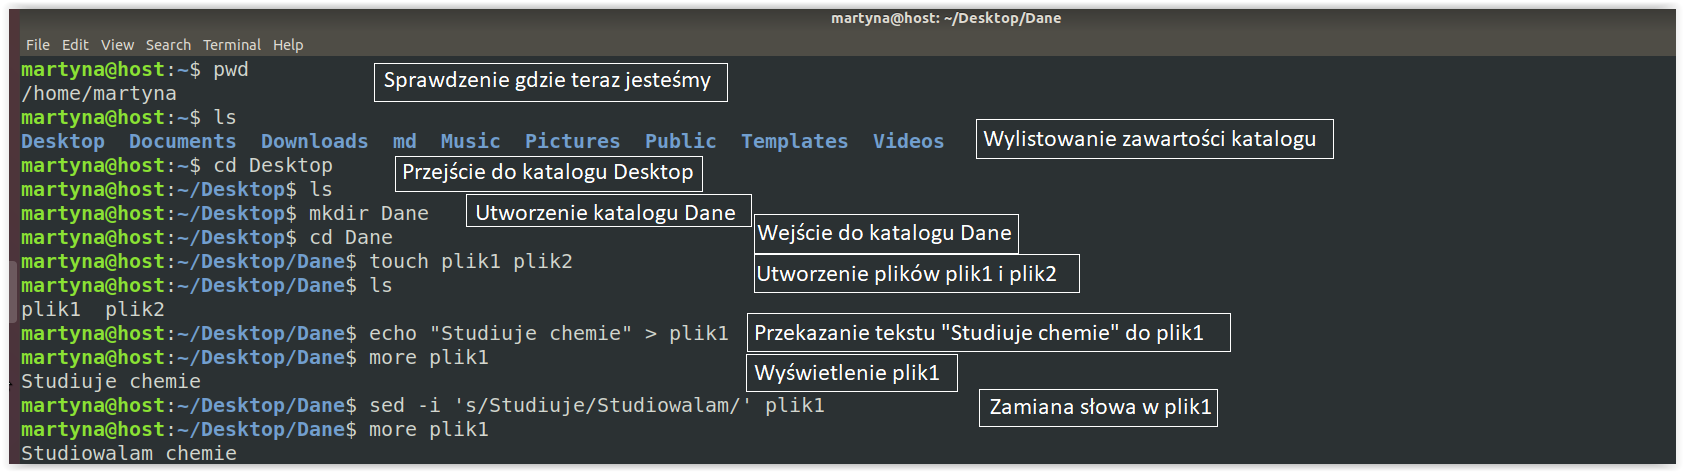 martyna@host: ~/Desktop/Dane
File Edit View Search Terminal Help
martyna@host:~$ pwd
Sprawdzenie gdzie teraz jesteśmy
/home/martyna
martyna@host:~$ ls
Desktop Documents Downloads md Music Pictures Public Templates Videos
Wylistowanie zawartości katalogu
martyna@host:~$ cd Desktop
Przejście do katalogu Desktop
martyna@host:~/Desktop$ ls
martyna@host:~/Desktop$ mkdir Dane
Utworzenie katalogu Dane
martyna@host:~/Desktop$ cd Dane
Wejście do katalogu Dane
martyna@host:~/Desktop/Dane$ touch plik1 plik2
Utworzenie plików plik1 i plik2
martyna@host:~/Desktop/Dane$ ls
plik1 plik2
martyna@host:~/Desktop/Dane$ echo "Studiuje chemie" > plik1
Przekazanie tekstu "Studiuje chemie" do plik1
martyna@host:~/Desktop/Dane$ more plik1
Wyświetlenie plik1
Studiuje chemie
martyna@host:~/Desktop/Dane$ sed -i 's/Studiuje/Studiowalam/' plik1
Zamiana słowa w plik1
martyna@host:~/Desktop/Dane$ more plik1
Studiowalam chemie